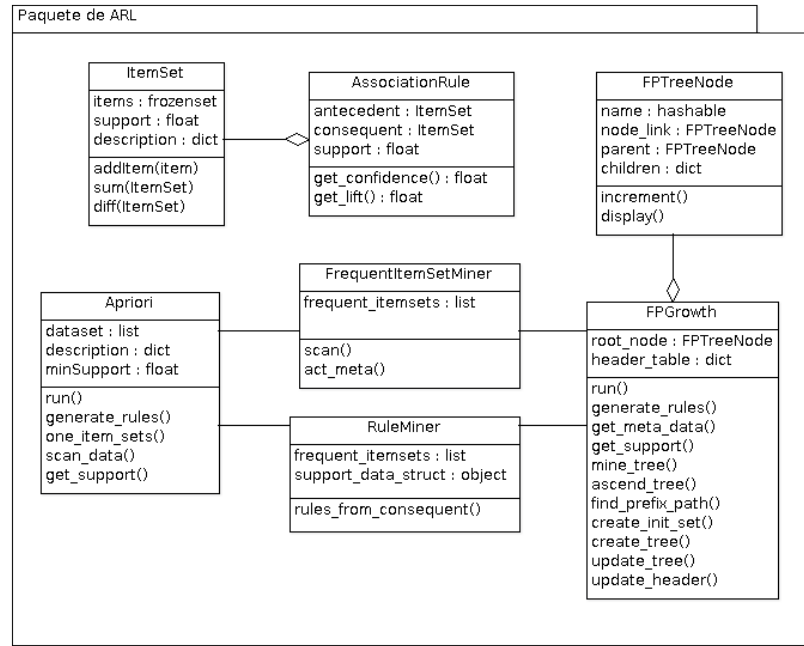 Paquete de ARL
ItemSet
items : frozenset
support : float
description : dict
addItem(item)
sum(ItemSet)
diff(ItemSet)
AssociationRule
antecedent : ItemSet
consequent : ItemSet
support : float
get_confidence() : float
get_lift() : float
FPTreeNode
name : hashable
node_link : FPTreeNode
parent : FPTreeNode
children : dict
increment()
display()
Apriori
dataset : list
description : dict
minSupport : float
run()
generate_rules()
one_item_sets()
scan_data()
get_support()
FrequentItemSetMiner
frequent_itemsets : list
scan()
act_meta()
RuleMiner
frequent_itemsets : list
support_data_struct : object
rules_from_consequent()
FPGrowth
root_node : FPTreeNode
header_table : dict
run()
generate_rules()
get_meta_data()
get_support()
mine_tree()
ascend_tree()
find_prefix_path()
create_init_set()
create_tree()
update_tree()
update_header()